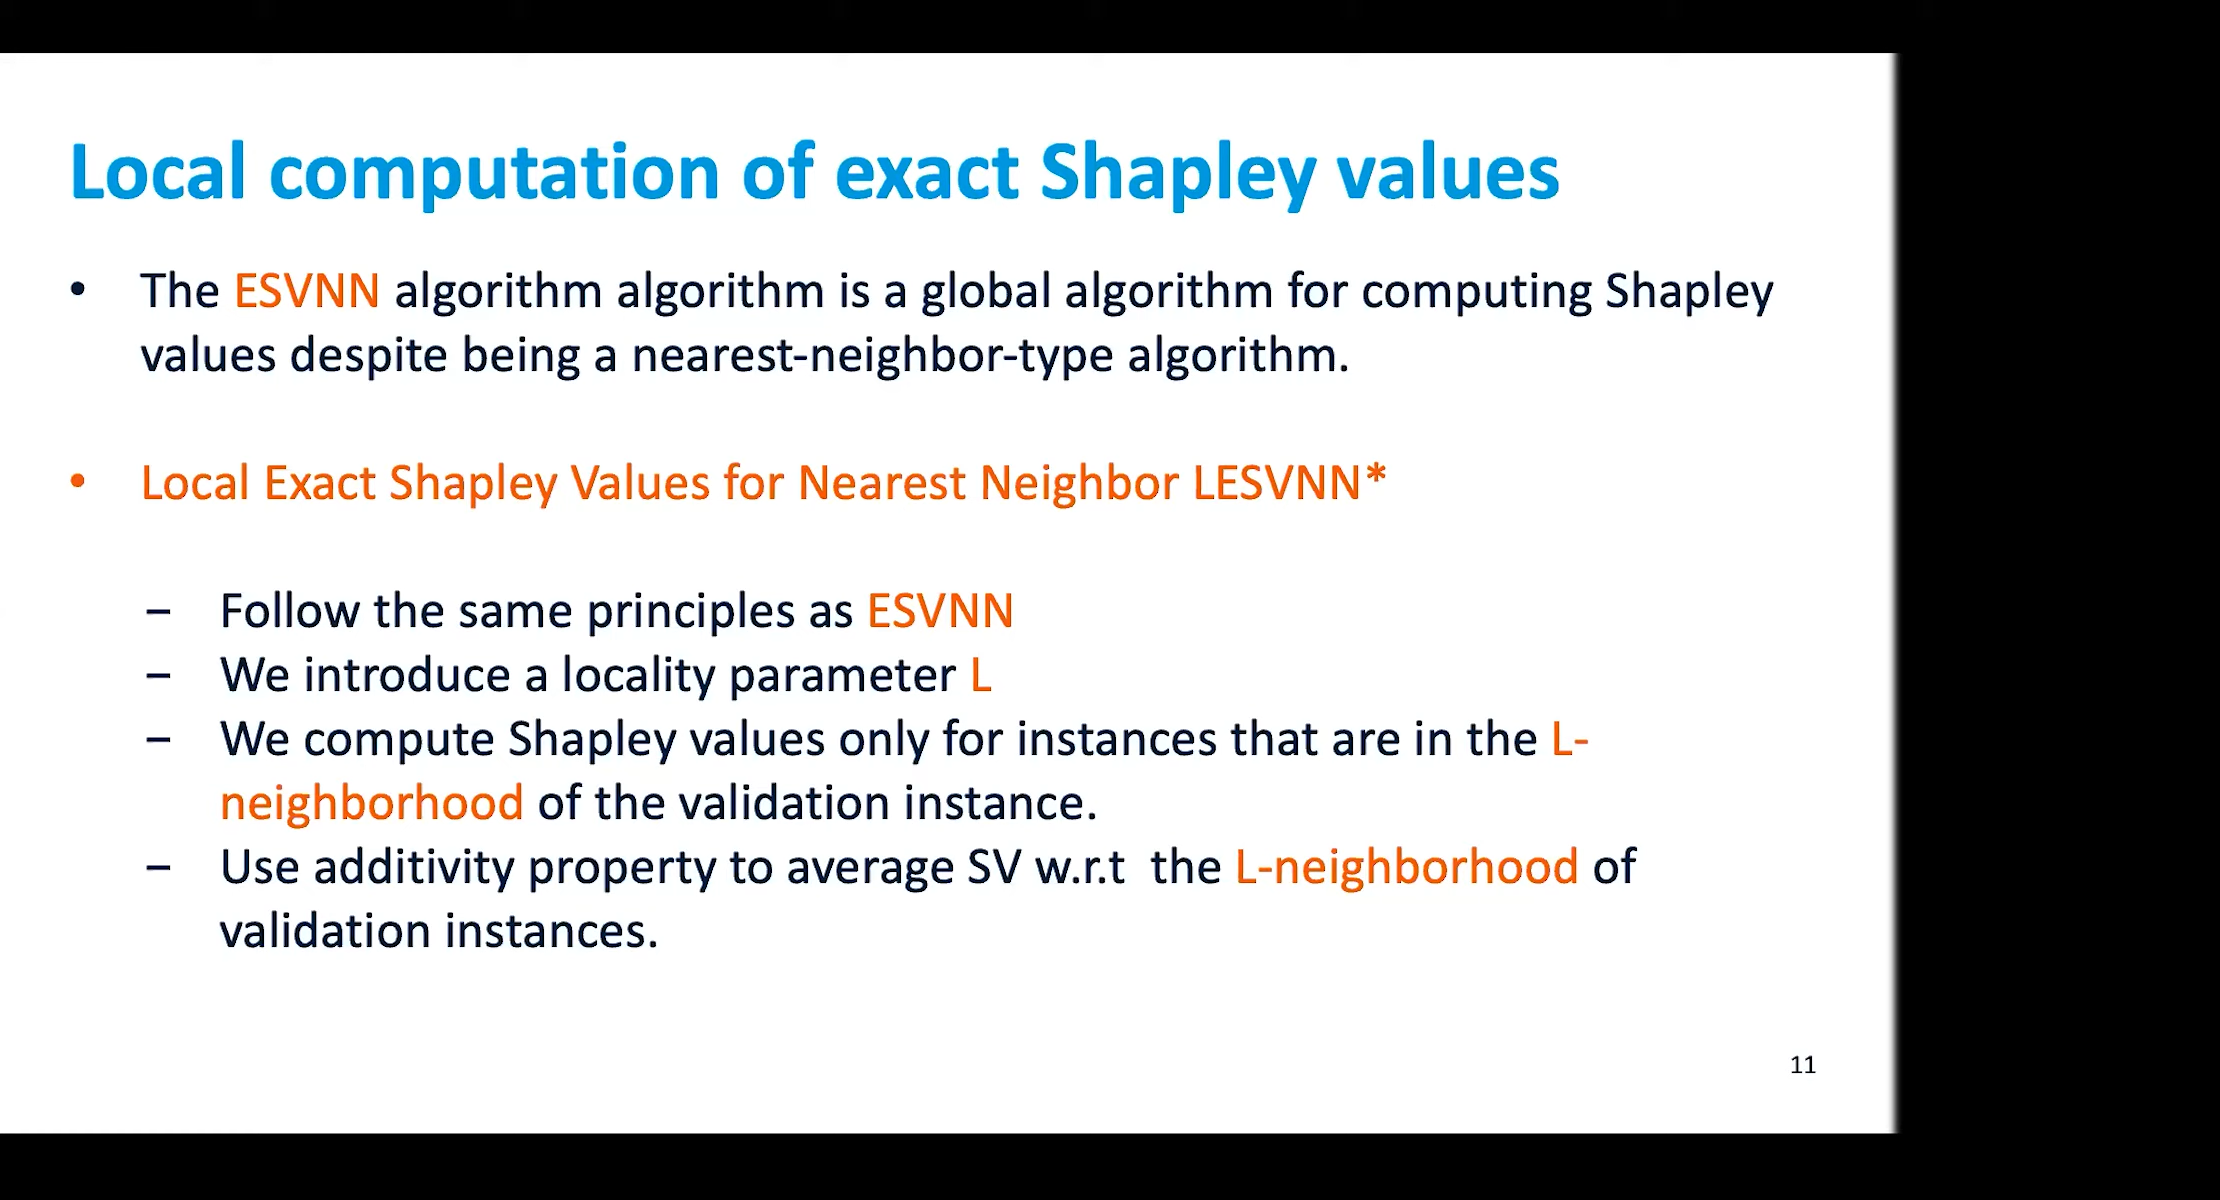 Local computation of exact Shapley values
• The ESVNN algorithm algorithm is a global algorithm for computing Shapley
values despite being a nearest-neighbor-type algorithm.
• Local Exact Shapley Values for Nearest Neighbor LESVNN*
– Follow the same principles as ESVNN
– We introduce a locality parameter L
– We compute Shapley values only for instances that are in the L-
neighborhood of the validation instance.
– Use additivity property to average SV w.r.t  the L-neighborhood of
validation instances.
11